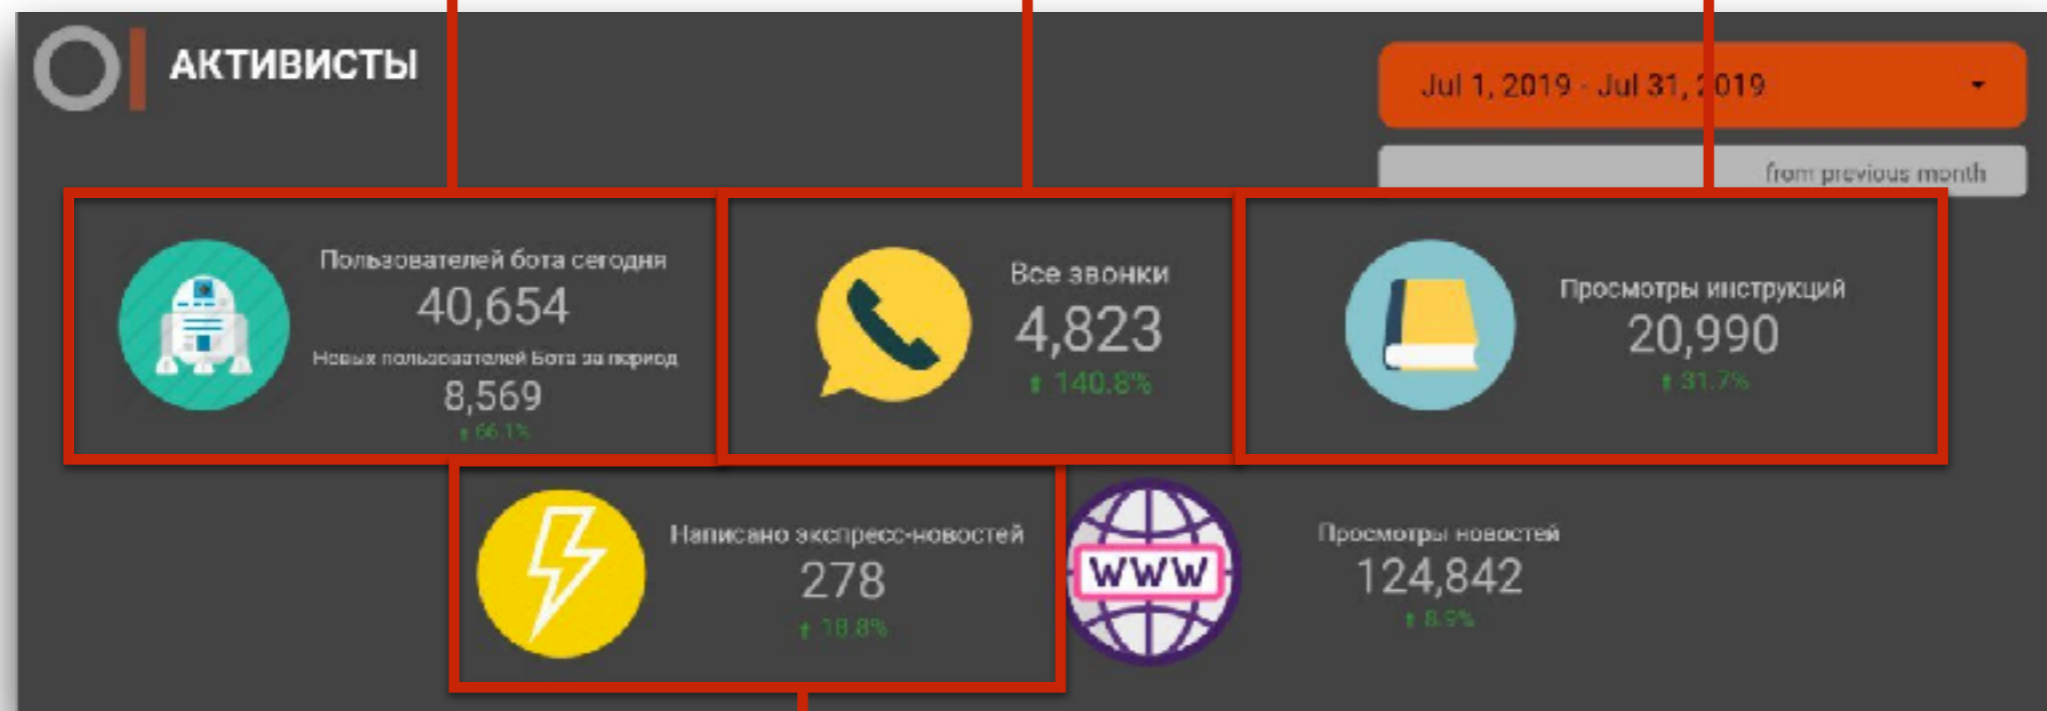 АКТИВИСТЫ
Jul 1, 2019 - Jul 31, 2019
from previous month
Пользователей бота сегодня
40,654
Новых пользователей Бота за период
8,569
66.1%
Все звонки
4,823
140.8%
Просмотры инструкций
20,990
31.7%
Написано экспресс-новостей
278
18.8%
WWW
Просмотры новостей
124,842
8.9%